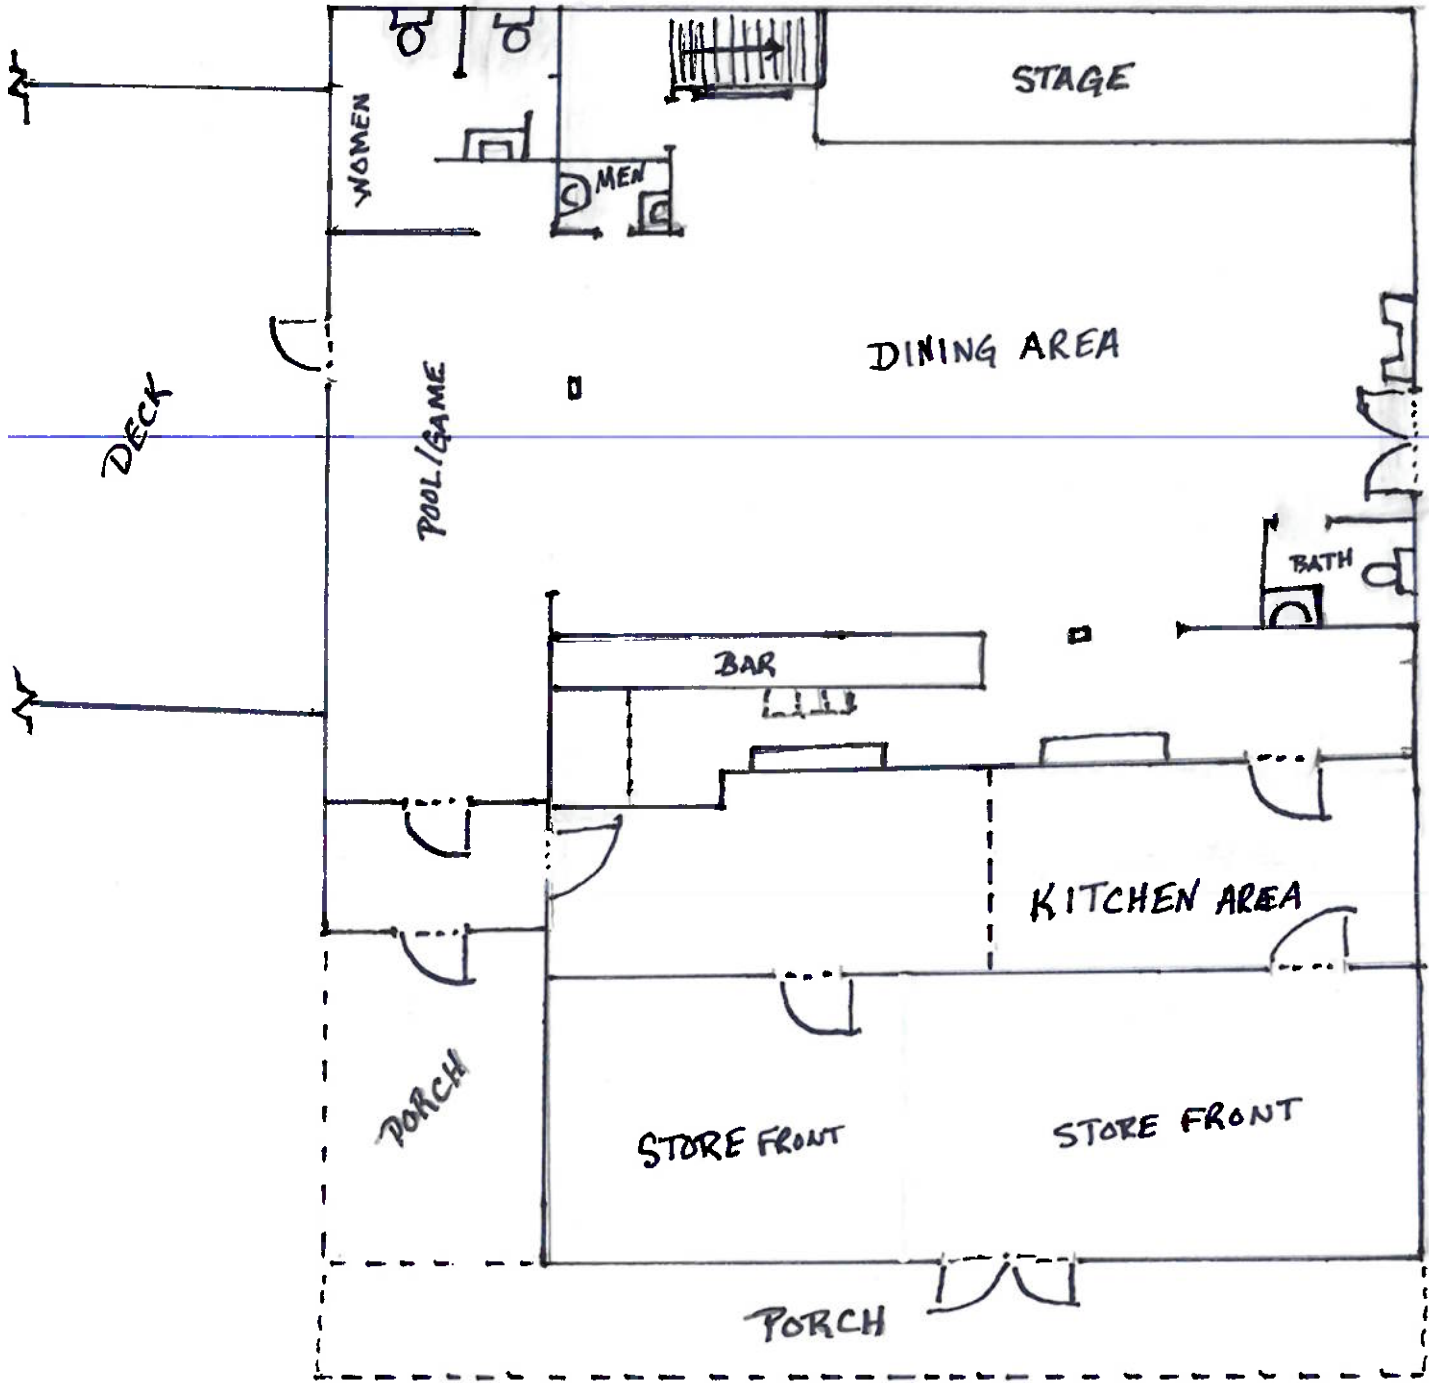 STAGE
WOMEN
MEN
DINING AREA
DECK
POOL/GAME
BATH
BAR
KITCHEN AREA
PORCH
STORE FRONT
STORE FRONT
PORCH